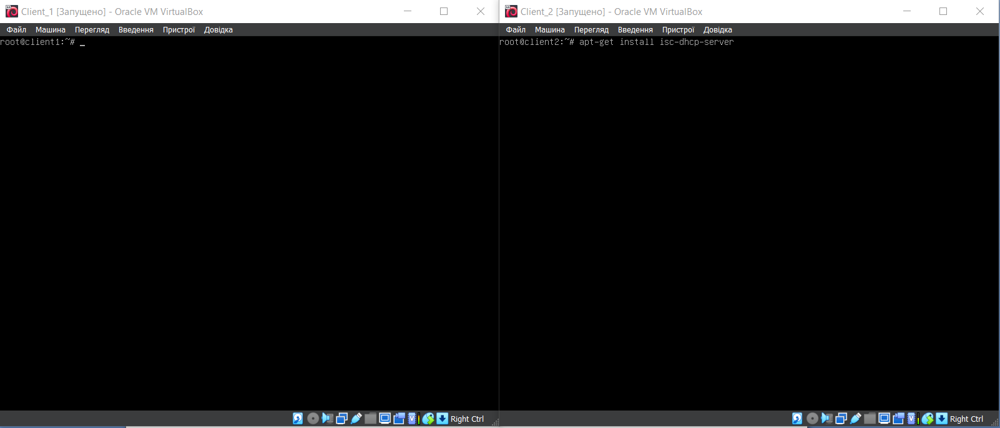 Client_1 [Запущено] - Oracle VM VirtualBox
Файл Машина Перегляд Введення Пристрої Довідка
root@client1:~# _
Right Ctrl
Client_2 [Запущено] - Oracle VM VirtualBox
Файл Машина Перегляд Введення Пристрої Довідка
root@client2:~# apt-get install isc-dhcp-server
Right Ctrl